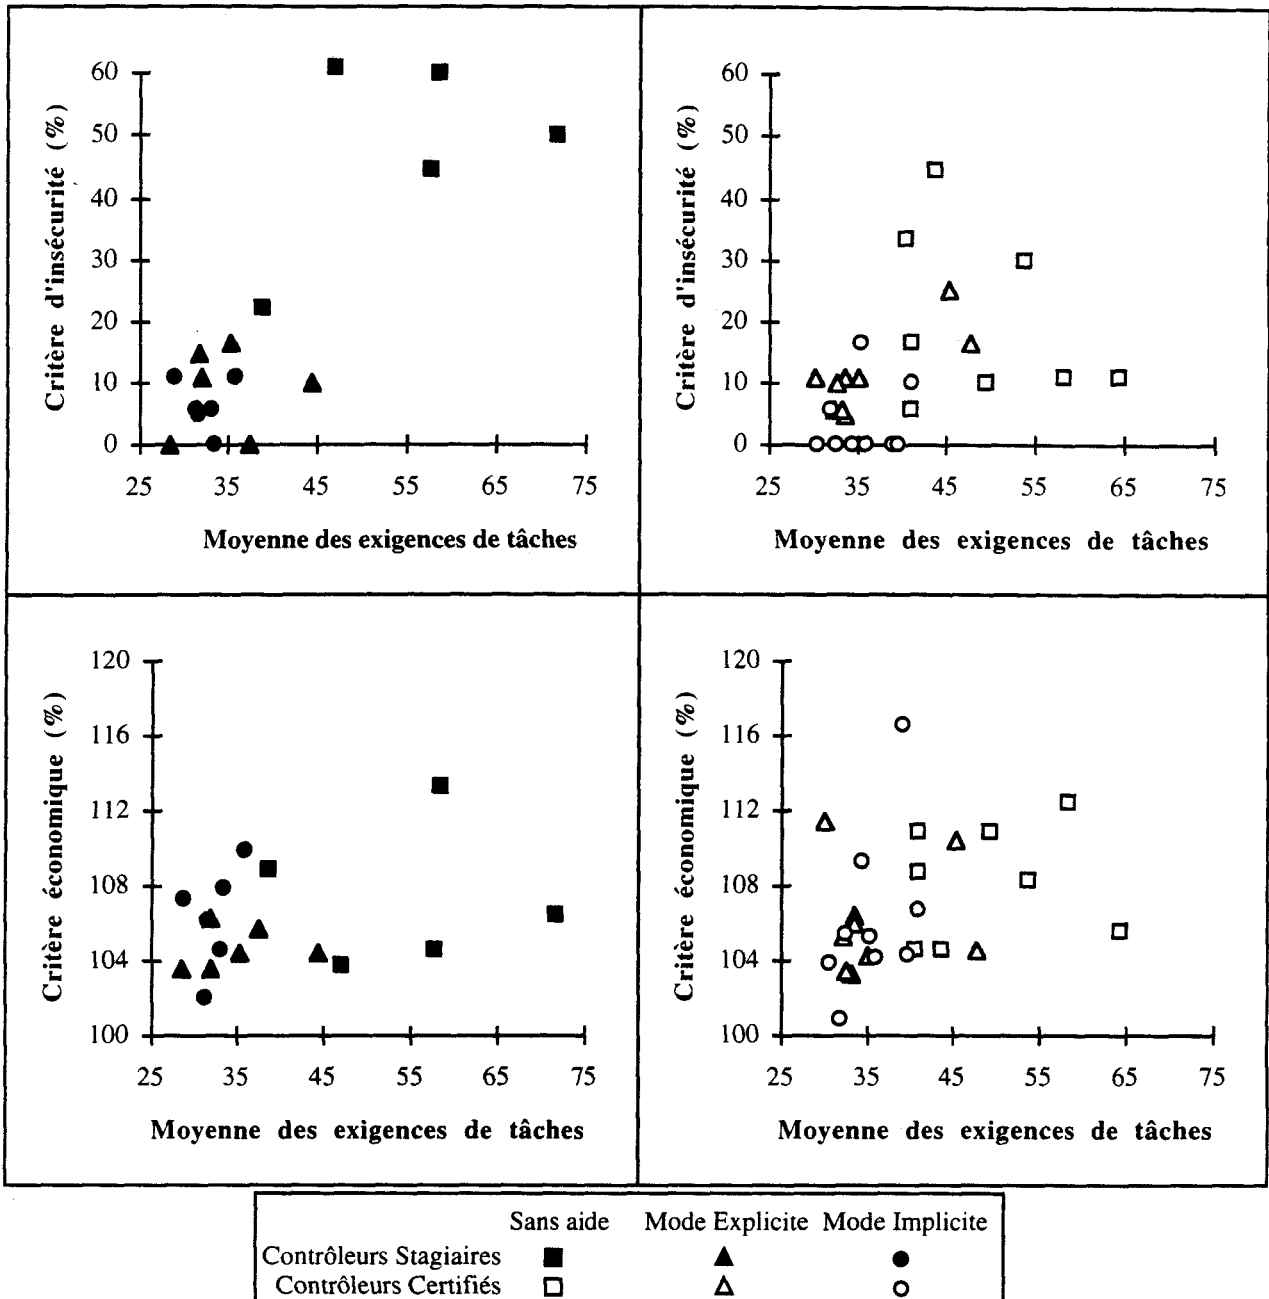 60
50
40
30
20
10
0
Critère d'insécurité (%)
25 35 45 55 65 75
Moyenne des exigences de tâches
60
50
40
30
20
10
0
Critère d'insécurité (%)
25 35 45 55 65 75
Moyenne des exigences de tâches
120
116
112
108
104
100
Critère économique (%)
25 35 45 55 65 75
Moyenne des exigences de tâches
120
116
112
108
104
100
Critère économique (%)
25 35 45 55 65 75
Moyenne des exigences de tâches
Sans aide Mode Explicite Mode Implicite
Contrôleurs Stagiaires
Contrôleurs Certifiés